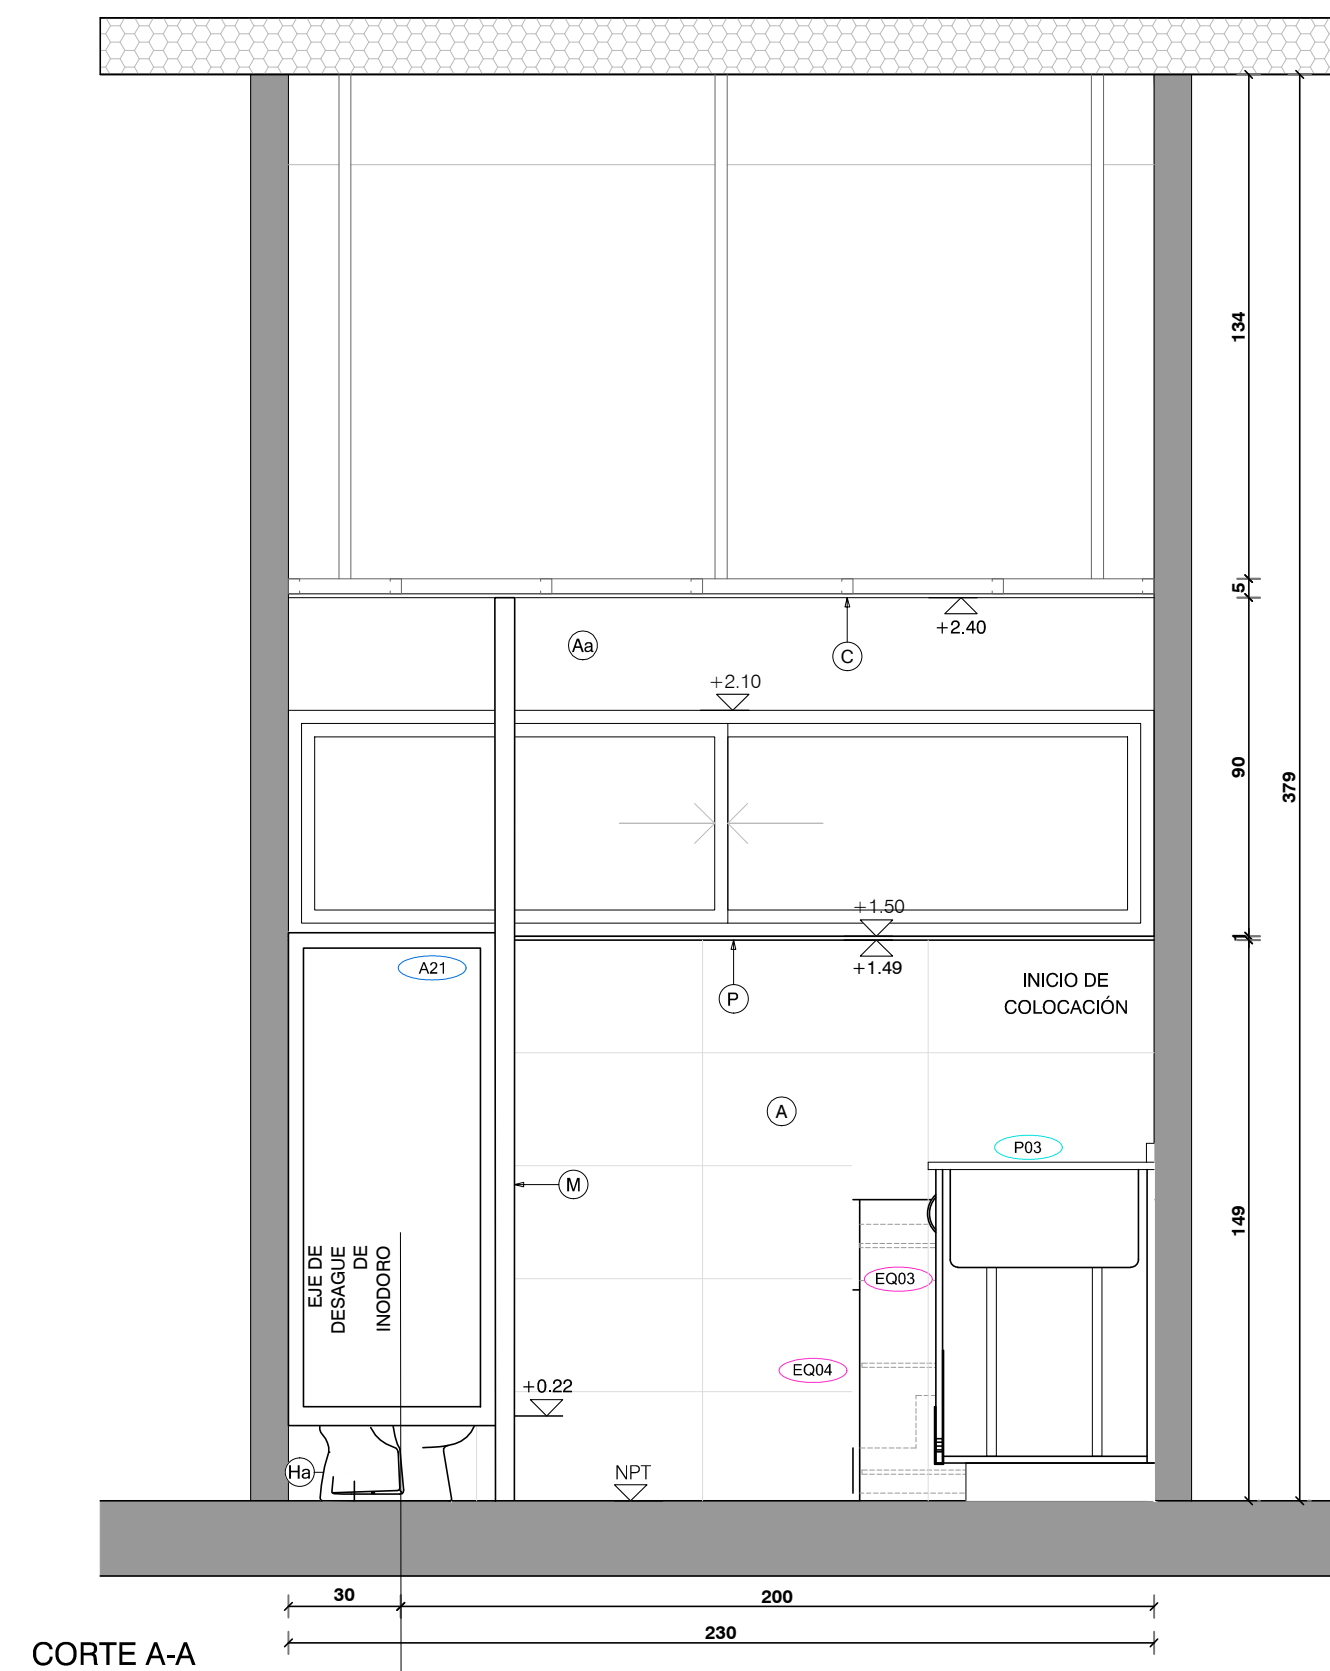 134
5
+2.40
Aa
C
+2.10
90
379
+1.50
1
+1.49
A21
P
INICIO DE
COLOCACIÓN
A
P03
M
149
EJE DE
DESAGUE
DE
INODORO
EQ03
EQ04
+0.22
Ha
NPT
30
200
230
CORTE A-A